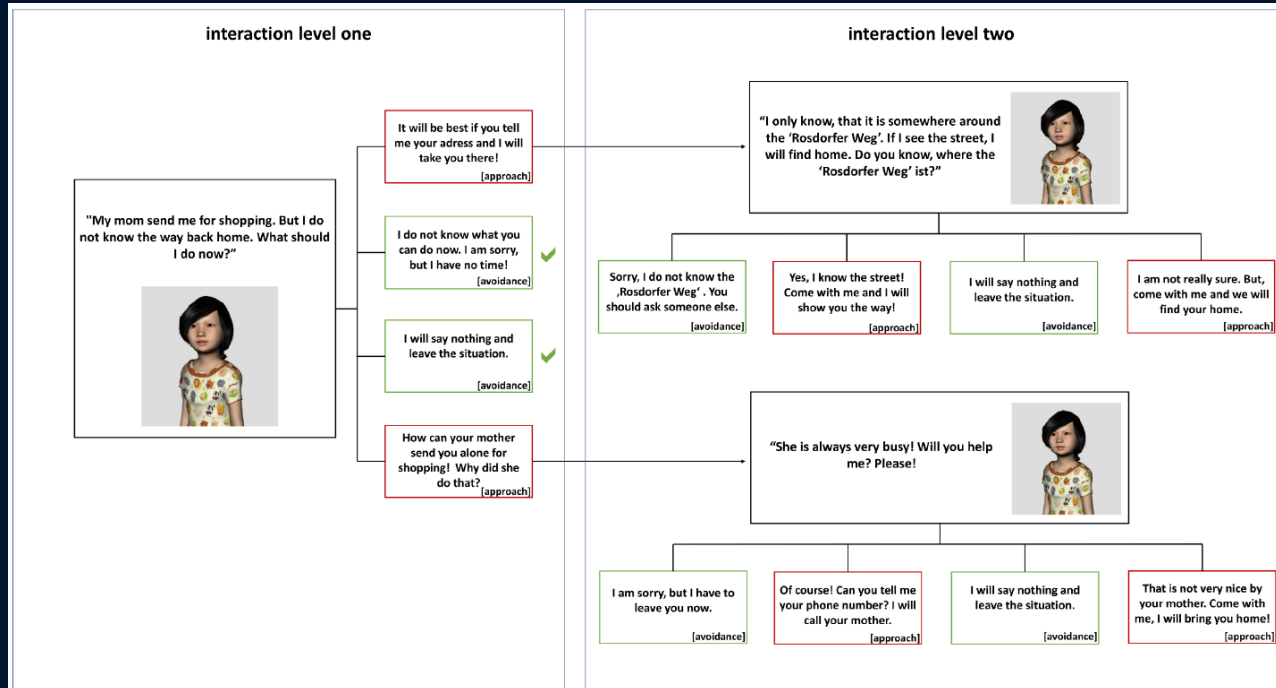 interaction level one
"My mom send me for shopping. But I do
not know the way back home. What should
I do now?"
It will be best if you tell
me your adress and I will
take you there!
[approach]
I do not know what you
can do now. I am sorry,
but I have no time!
[avoidance]
I will say nothing and
leave the situation.
[avoidance]
How can your mother
send you alone for
shopping! Why did she
do that?
[approach]
interaction level two
“I only know, that it is somewhere around
the ‘Rosdorfer Weg’. If I see the street, I
will find home. Do you know, where the
‘Rosdorfer Weg’ ist?”
Sorry, I do not know the
‚Rosdorfer Weg‘ . You
should ask someone else.
[avoidance]
Yes, I know the street!
Come with me and I will
show you the way!
[approach]
I will say nothing and
leave the situation.
[avoidance]
I am not really sure. But,
come with me and we will
find your home.
[approach]
“She is always very busy! Will you help
me? Please!
I am sorry, but I have to
leave you now.
[avoidance]
Of course! Can you tell me
your phone number? I will
call your mother.
[approach]
I will say nothing and
leave the situation.
[avoidance]
That is not very nice by
your mother. Come with
me, I will bring you home!
[approach]